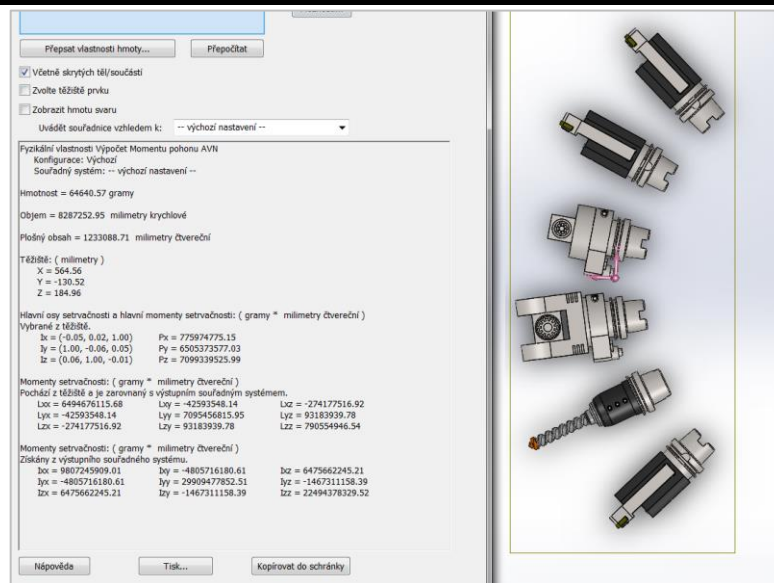 Přepsat vlastnosti hmoty...
Přepočítat
Včetně skrytých těl/součástí
Zvolte těžiště prvku
Zobrazit hmotu svaru
Uvádět souřadnice vzhledem k:
-- výchozí nastavení --
Fyzikální vlastnosti Výpočet Momentu pohonu AVN
Konfigurace: Výchozí
Souřadný systém: -- výchozí nastavení --
Hmotnost = 64640.57 gramy
Objem = 8287252.95 milimetry krychlové
Plošný obsah = 1233088.71 milimetry čtvereční
Těžiště: ( milimetry )
X = 564.56
Y = -130.52
Z = 184.96
Hlavní osy setrvačnosti a hlavní momenty setrvačnosti: ( gramy * milimetry čtvereční )
Vybrané z těžiště.
Ix = (-0.05, 0.02, 1.00) Px = 775974775.15
Iy = (1.00, -0.06, 0.05) Py = 6505373577.03
Iz = (0.06, 1.00, -0.01) Pz = 7099339525.99
Momenty setrvačnosti: ( gramy * milimetry čtvereční )
Pochází z těžiště a je zarovnaný s výstupním souřadným systémem.
Lxx = 6494676115.68 Lxy = -42593548.14 Lxz = -274177516.92
Lyx = -42593548.14 Lyy = 7095456815.95 Lyz = 93183939.78
Lzx = -274177516.92 Lzy = 93183939.78 Lzz = 790554946.54
Momenty setrvačnosti: ( gramy * milimetry čtvereční )
Získány z výstupního souřadného systému.
Ixx = 9807245909.01 Ixy = -4805716180.61 Ixz = 6475662245.21
Iyx = -4805716180.61 Iyy = 29909477852.51 Iyz = -1467311158.39
Izx = 6475662245.21 Izy = -1467311158.39 Izz = 22494378329.52
Nápověda
Tisk...
Kopírovat do schránky